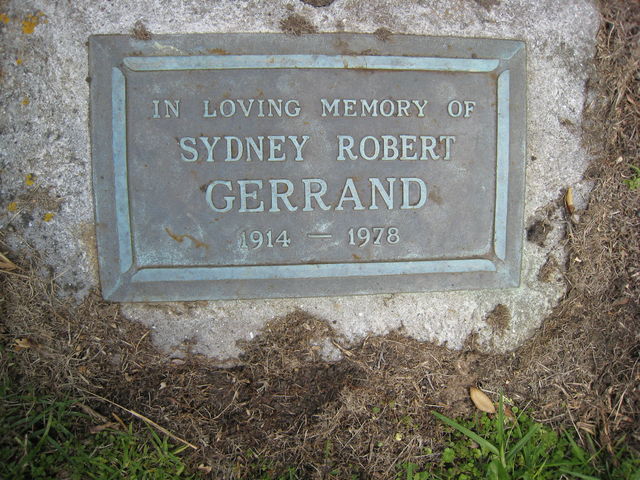 IN LOVING MEMORY OF
SYDNEY ROBERT
GERRAND
1914 — 1978